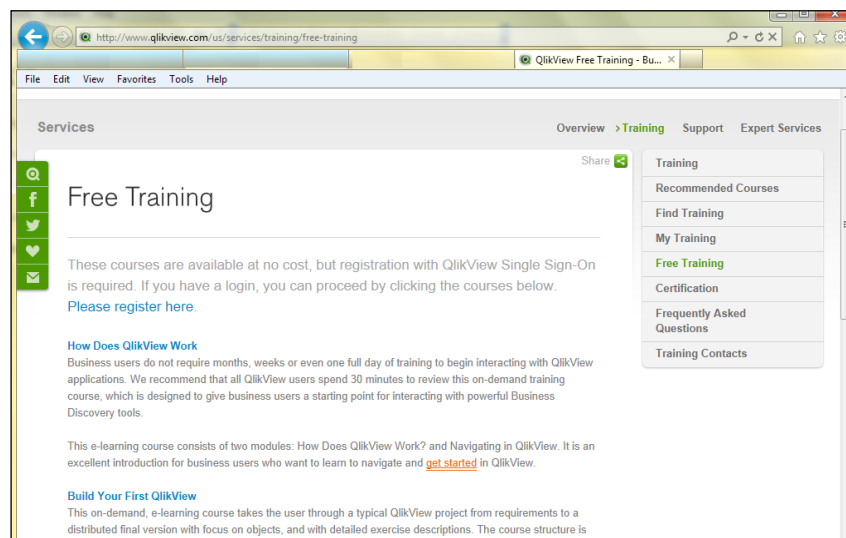 http://www.qlikview.com/us/services/training/free-training
QlikView Free Training - Bu...
File Edit View Favorites Tools Help
Services
Overview >Training Support Expert Services
Share
Free Training
These courses are available at no cost, but registration with QlikView Single Sign-On
is required. If you have a login, you can proceed by clicking the courses below.
Please register here.
How Does QlikView Work
Business users do not require months, weeks or even one full day of training to begin interacting with QlikView
applications. We recommend that all QlikView users spend 30 minutes to review this on-demand training
course, which is designed to give business users a starting point for interacting with powerful Business
Discovery tools.
This e-learning course consists of two modules: How Does QlikView Work? and Navigating in QlikView. It is an
excellent introduction for business users who want to learn to navigate and get started in QlikView.
Build Your First QlikView
This on-demand, e-learning course takes the user through a typical QlikView project from requirements to a
distributed final version with focus on objects, and with detailed exercise descriptions. The course structure is
Training
Recommended Courses
Find Training
My Training
Free Training
Certification
Frequently Asked
Questions
Training Contacts